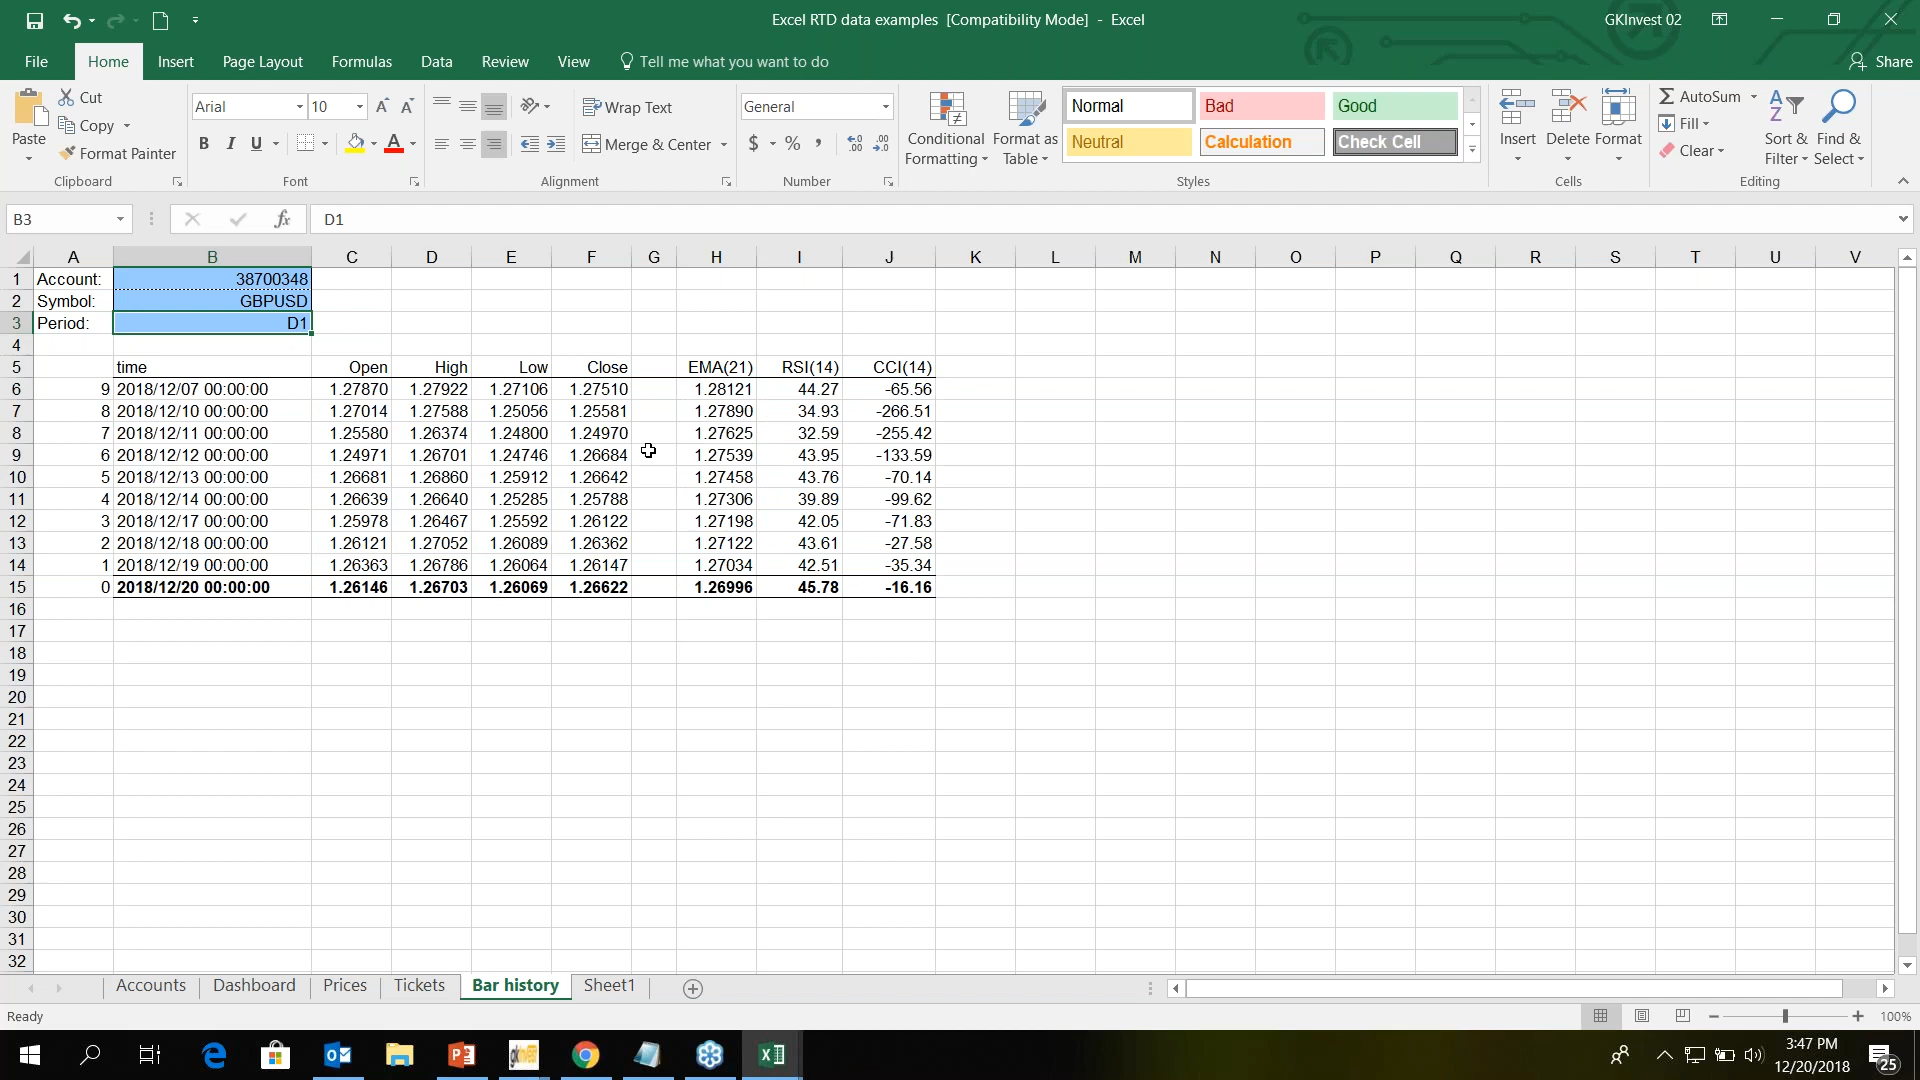 Excel RTD data examples [Compatibility Mode] - Excel
GKInvest 02
File Home Insert Page Layout Formulas Data Review View Tell me what you want to do Share
Paste
Cut
Copy
Format Painter
Clipboard
Arial 10
B I U A
Font
Wrap Text
Merge & Center
Alignment
General
$ % ,
Number
Conditional Formatting
Format as Table
Normal Bad Good
Neutral Calculation Check Cell
Styles
Insert Delete Format
Cells
AutoSum
Fill
Clear
Sort & Filter
Find & Select
Editing
B3 fx D1
A B C D E F G H I J K L M N O P Q R S T U V
1 Account: 38700348
2 Symbol: GBPUSD
3 Period: D1
4
5 time Open High Low Close EMA(21) RSI(14) CCI(14)
6 9 2018/12/07 00:00:00 1.27870 1.27922 1.27106 1.27510 1.28121 44.27 -65.56
7 8 2018/12/10 00:00:00 1.27014 1.27588 1.25056 1.25581 1.27890 34.93 -266.51
8 7 2018/12/11 00:00:00 1.25580 1.26374 1.24800 1.24970 1.27625 32.59 -255.42
9 6 2018/12/12 00:00:00 1.24971 1.26701 1.24746 1.26684 1.27539 43.95 -133.59
10 5 2018/12/13 00:00:00 1.26681 1.26860 1.25912 1.26642 1.27458 43.76 -70.14
11 4 2018/12/14 00:00:00 1.26639 1.26640 1.25285 1.25788 1.27306 39.89 -99.62
12 3 2018/12/17 00:00:00 1.25978 1.26467 1.25592 1.26122 1.27198 42.05 -71.83
13 2 2018/12/18 00:00:00 1.26121 1.27052 1.26089 1.26362 1.27122 43.61 -27.58
14 1 2018/12/19 00:00:00 1.26363 1.26786 1.26064 1.26147 1.27034 42.51 -35.34
15 0 2018/12/20 00:00:00 1.26146 1.26703 1.26069 1.26622 1.26996 45.78 -16.16
16
17
18
19
20
21
22
23
24
25
26
27
28
29
30
31
32
Accounts Dashboard Prices Tickets Bar history Sheet1
Ready
100%
3:47 PM
12/20/2018
25